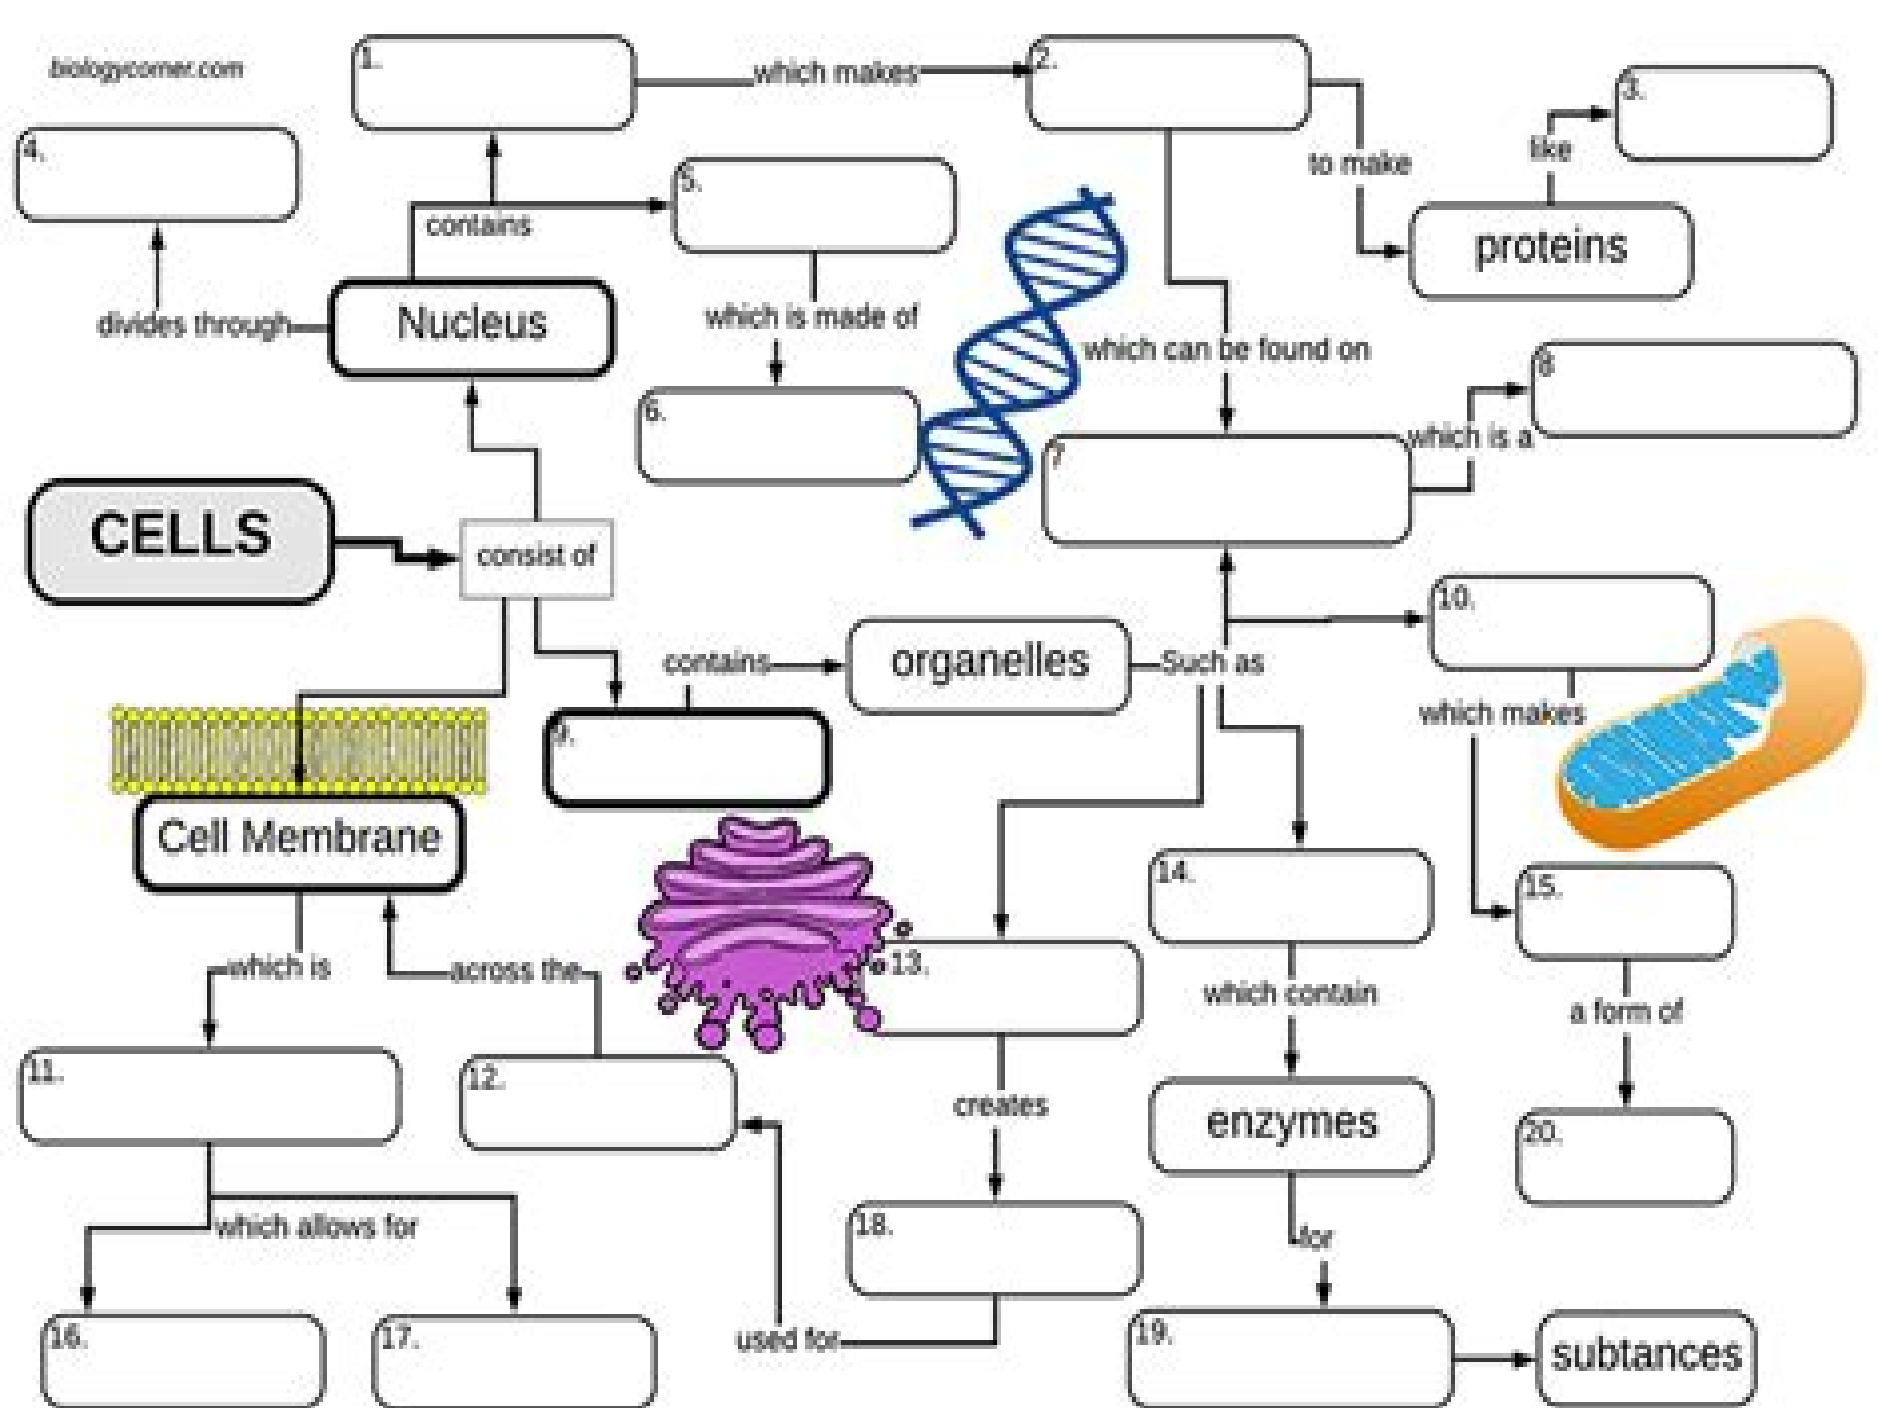 biologycorner.com
1.
which makes
2.
3.
4.
to make
like
5.
contains
proteins
Nucleus
divides through
which is made of
which can be found on
8
6.
which is a
7
CELLS
consist of
10.
contains
organelles
Such as
which makes
9.
Cell Membrane
14.
15.
which is
across the
13.
which contain
a form of
11.
12.
creates
enzymes
20.
which allows for
18.
for
16.
17.
used for
19.
subtances